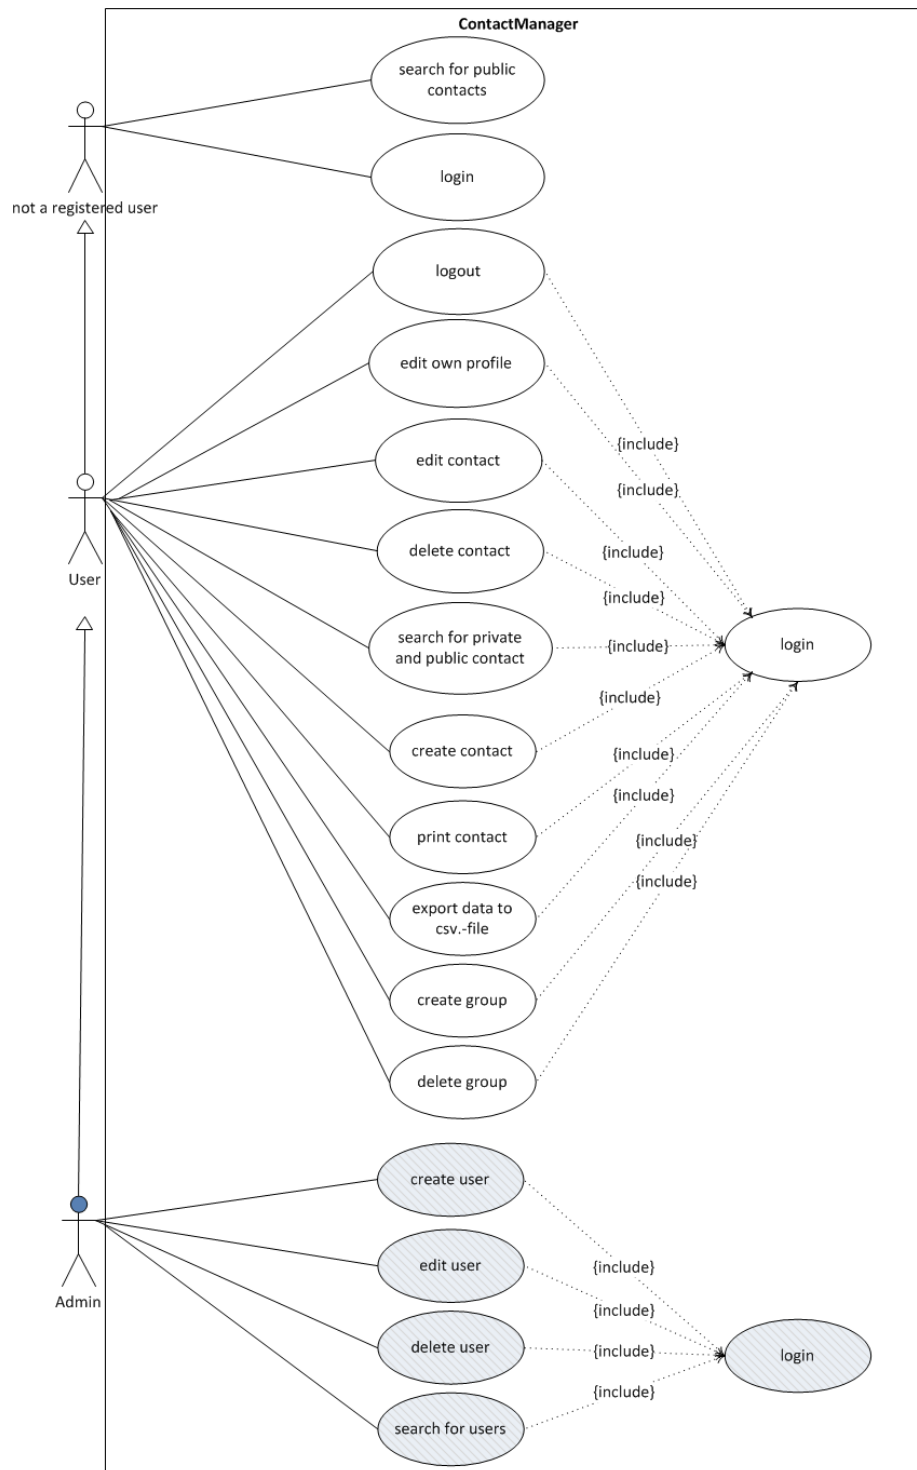 ContactManager
search for public
contacts
login
not a registered user
logout
edit own profile
{include}
edit contact
{include}
User
delete contact
{include}
{include}
search for private
and public contact
{include}
login
{include}
create contact
{include}
print contact
{include}
{include}
export data to
csv.-file
{include}
create group
delete group
create user
edit user
{include}
Admin
{include}
delete user
{include}
login
{include}
search for users